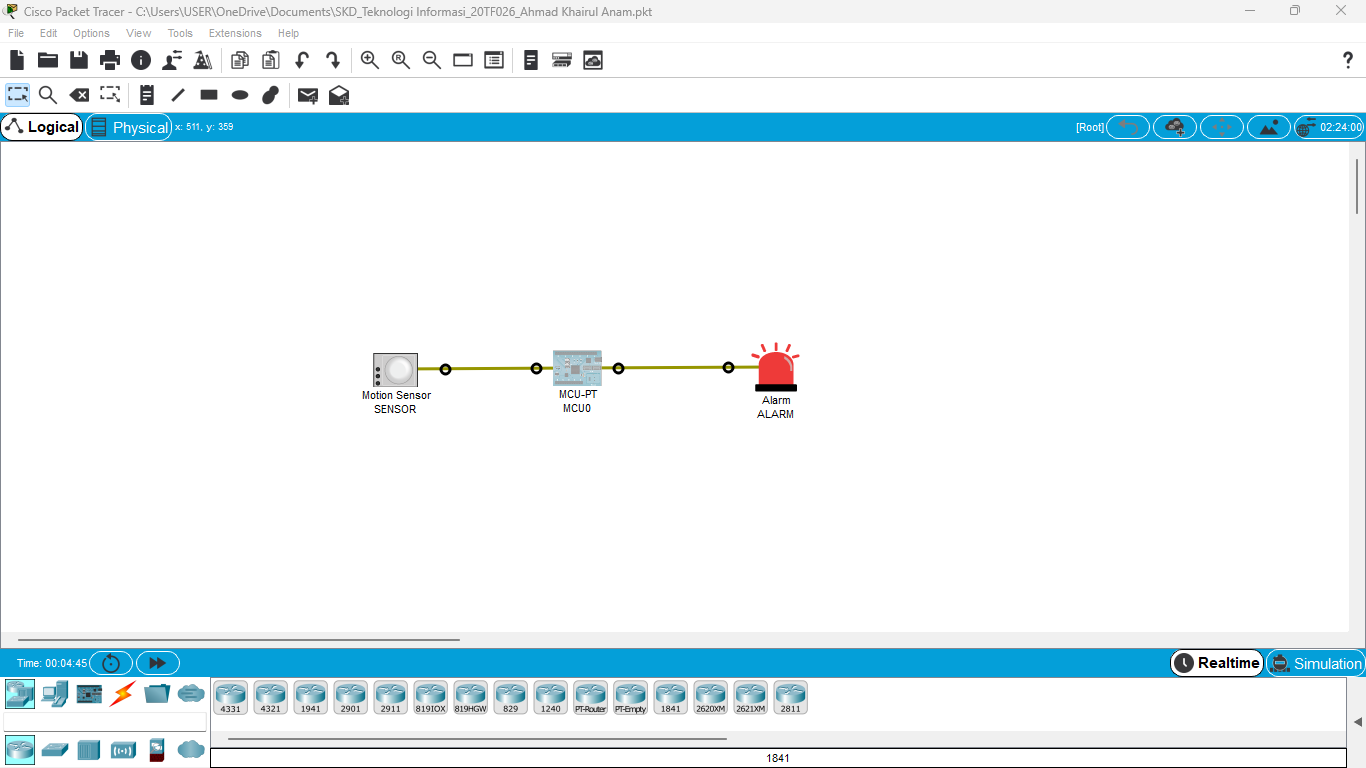 Cisco Packet Tracer - C:\Users\USER\OneDrive\Documents\SKD_Teknologi Informasi_20TF026_Ahmad Khairul Anam.pkt
File Edit Options View Tools Extensions Help
?
Logical Physical x: 511, y: 359 [Root] 02:24:00
Motion Sensor
SENSOR
MCU-PT
MCU0
Alarm
ALARM
Time: 00:04:45 Realtime Simulation
4331 4321 1941 2901 2911 819IOX 819HGW 829 1240 PT-Router PT-Empty 1841 2620XM 2621XM 2811
1841